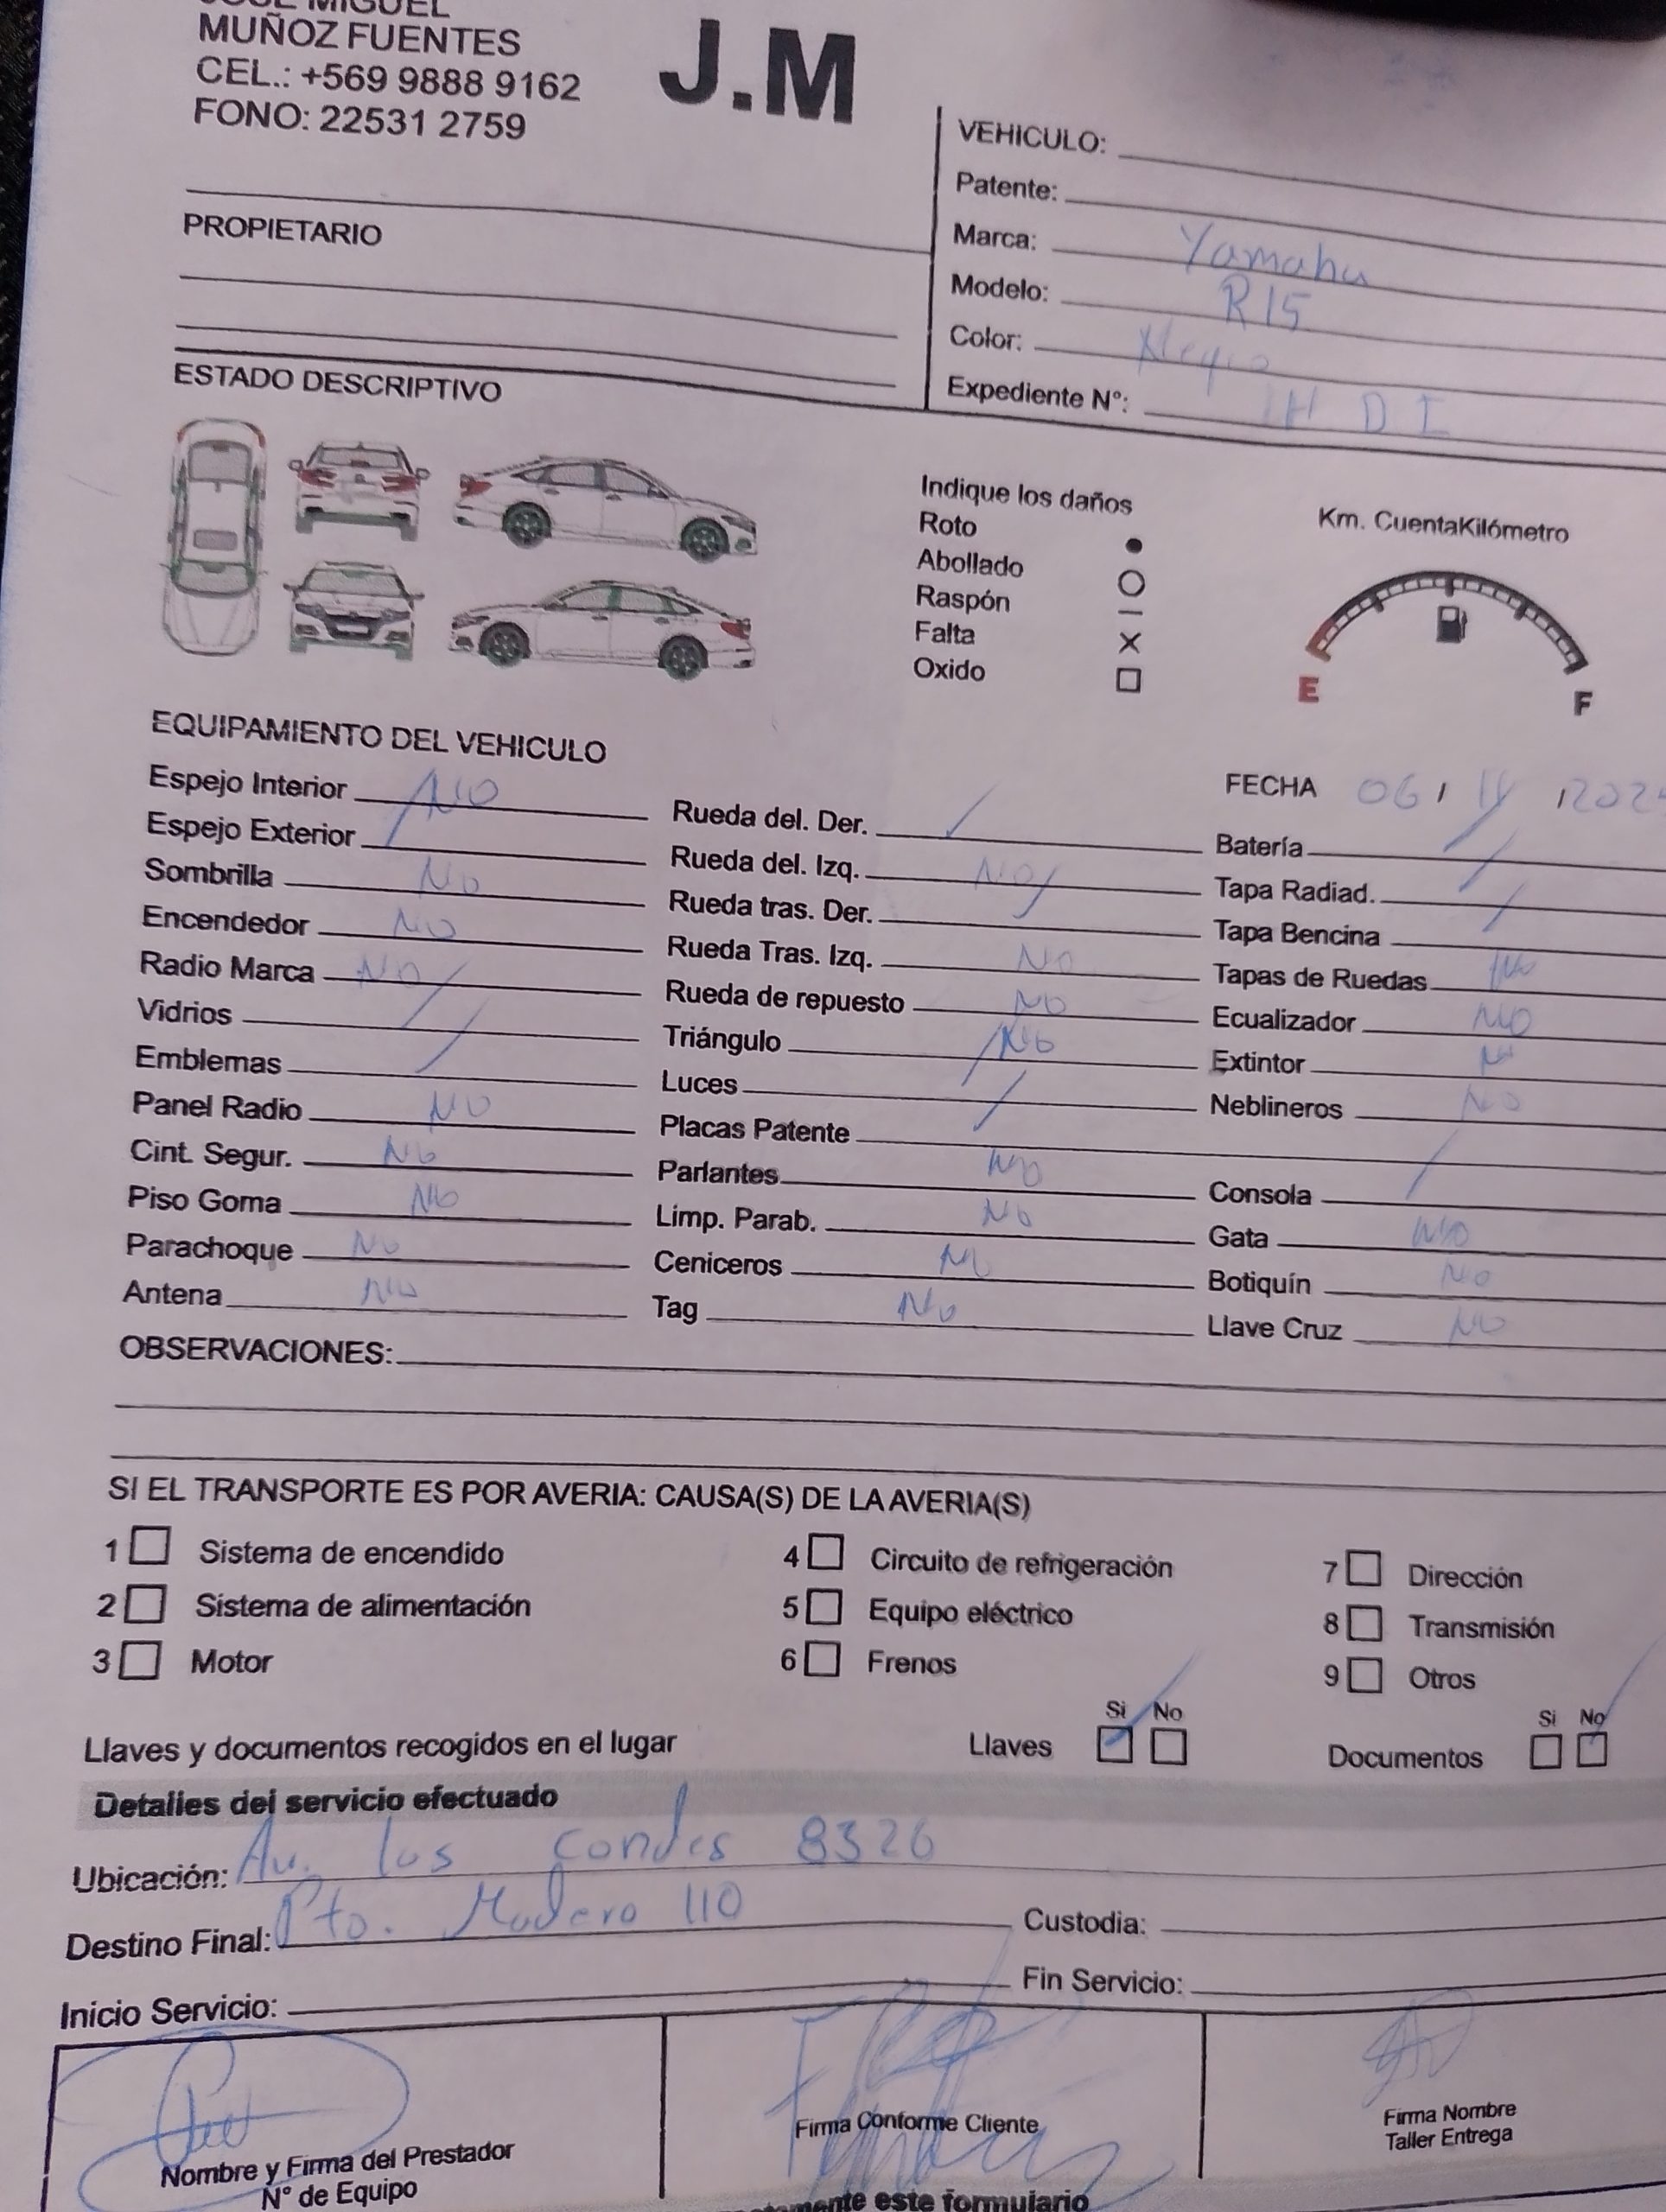 JOSE MIGUEL
MUÑOZ FUENTES
CEL.: +569 9888 9162
FONO: 22531 2759
J.M
VEHICULO:
Patente:
Marca: Yamaha
Modelo: R15
Color: Negro
Expediente N°: HDI
PROPIETARIO
ESTADO DESCRIPTIVO
Indique los daños
Roto ●
Abollado ○
Raspón —
Falta X
Oxido □
Km. CuentaKilómetro
E F
EQUIPAMIENTO DEL VEHICULO
FECHA 06 / 11 / 202
Espejo Interior NO
Espejo Exterior /
Sombrilla No
Encendedor No
Radio Marca NO
Vidrios /
Emblemas /
Panel Radio NO
Cint. Segur. No
Piso Goma No
Parachoque No
Antena No
Rueda del. Der. /
Rueda del. Izq. NO
Rueda tras. Der. /
Rueda Tras. Izq. NO
Rueda de repuesto NO
Triángulo No
Luces /
Placas Patente /
Parlantes NO
Limp. Parab. No
Ceniceros No
Tag No
Batería /
Tapa Radiad. /
Tapa Bencina /
Tapas de Ruedas No
Ecualizador NO
Extintor N
Neblineros NO
Consola /
Gata NO
Botiquín No
Llave Cruz NO
OBSERVACIONES:
SI EL TRANSPORTE ES POR AVERIA: CAUSA(S) DE LA AVERIA(S)
1 □ Sistema de encendido
2 □ Sistema de alimentación
3 □ Motor
4 □ Circuito de refrigeración
5 □ Equipo eléctrico
6 □ Frenos
7 □ Dirección
8 □ Transmisión
9 □ Otros
Llaves y documentos recogidos en el lugar
Llaves Si No
Documentos Si No
Detalles del servicio efectuado
Ubicación: Av. las condes 8326
Destino Final: Pto. Madero 110
Custodia:
Inicio Servicio:
Fin Servicio:
Nombre y Firma del Prestador
N° de Equipo
Firma Conforme Cliente
Firma Nombre
Taller Entrega
este formulario